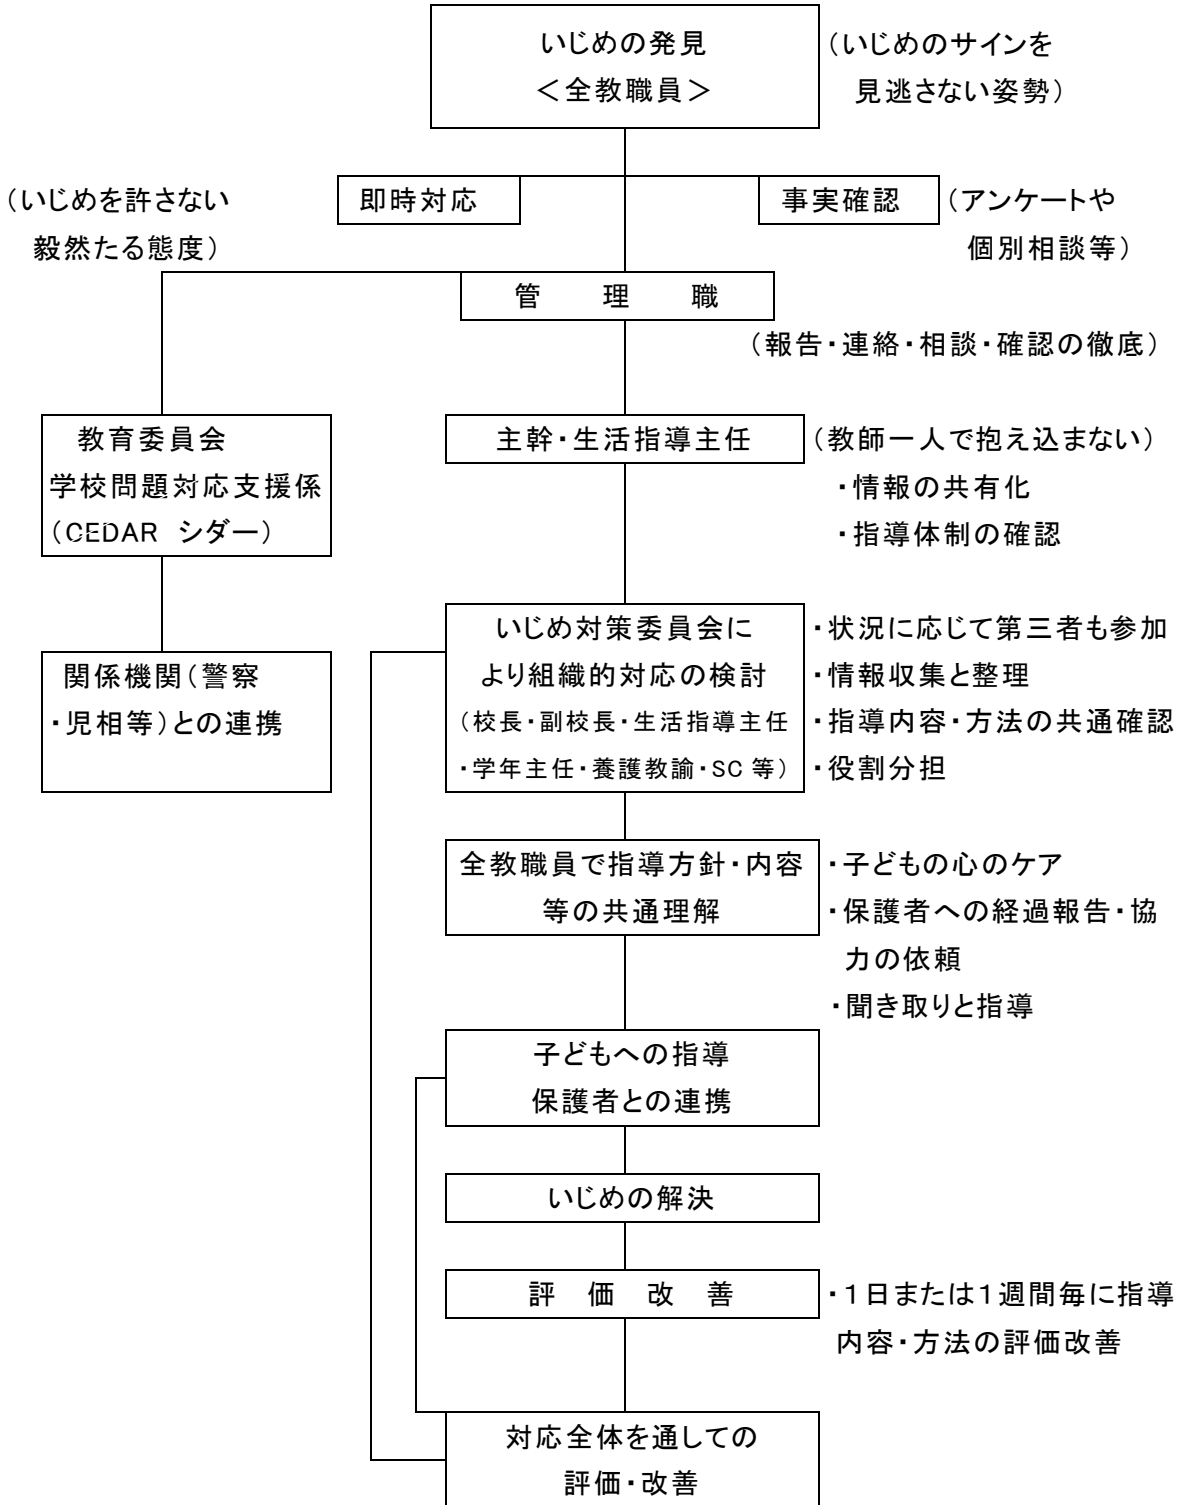 いじめの発見
＜全教職員＞
（いじめのサインを
見逃さない姿勢）
（いじめを許さない
毅然たる態度）
即時対応
事実確認
（アンケートや
個別相談等）
管　理　職
（報告・連絡・相談・確認の徹底）
教育委員会
学校問題対応支援係
（CEDAR シダー）
主幹・生活指導主任
（教師一人で抱え込まない）
・情報の共有化
・指導体制の確認
関係機関（警察
・児相等）との連携
いじめ対策委員会に
より組織的対応の検討
（校長・副校長・生活指導主任
・学年主任・養護教諭・SC 等）
・状況に応じて第三者も参加
・情報収集と整理
・指導内容・方法の共通確認
・役割分担
全教職員で指導方針・内容
等の共通理解
・子どもの心のケア
・保護者への経過報告・協
力の依頼
・聞き取りと指導
子どもへの指導
保護者との連携
いじめの解決
評　価　改　善
・１日または１週間毎に指導
内容・方法の評価改善
対応全体を通しての
評価・改善